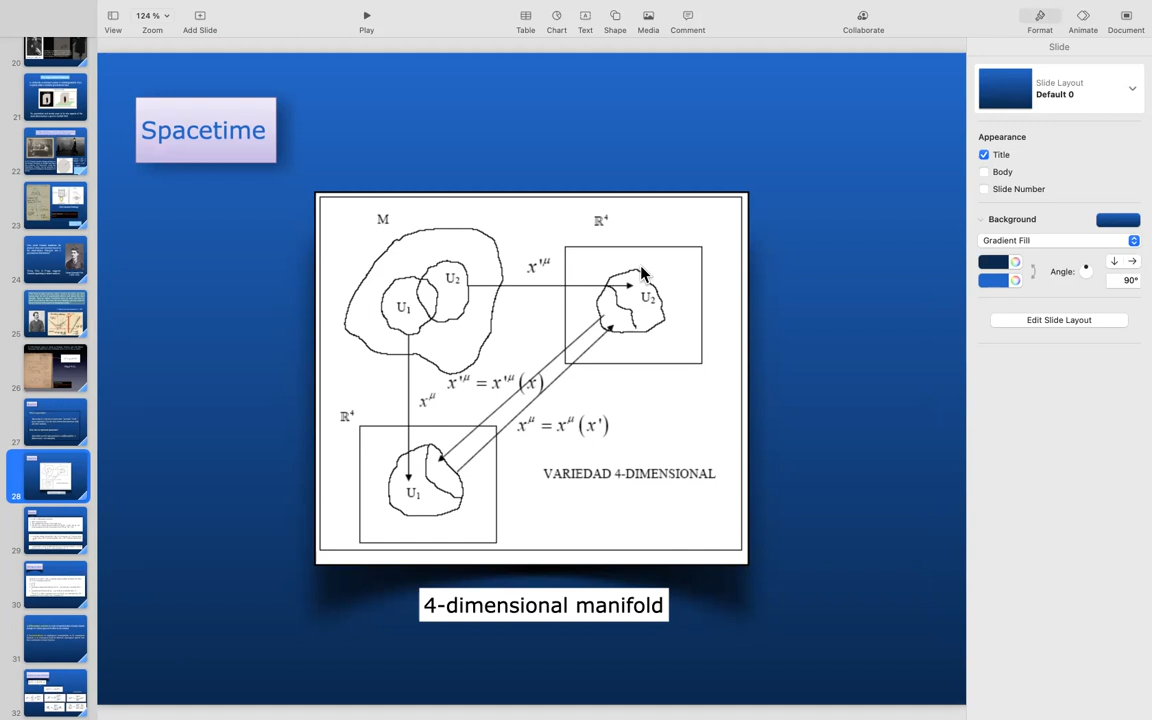 124 %
View
Zoom
Add Slide
Play
Table
Chart
Text
Shape
Media
Comment
Collaborate
Format
Animate
Document
Slide
Slide Layout
Default 0
Appearance
Title
Body
Slide Number
Background
Gradient Fill
Angle:
90°
Edit Slide Layout
20
21
22
23
24
25
26
27
28
29
30
31
32
Spacetime
M
ℝ⁴
U₂
U₁
x'^μ
U₂
x'^μ = x'^μ (x)
x^μ
ℝ⁴
x^μ = x^μ (x')
VARIEDAD 4-DIMENSIONAL
U₁
4-dimensional manifold